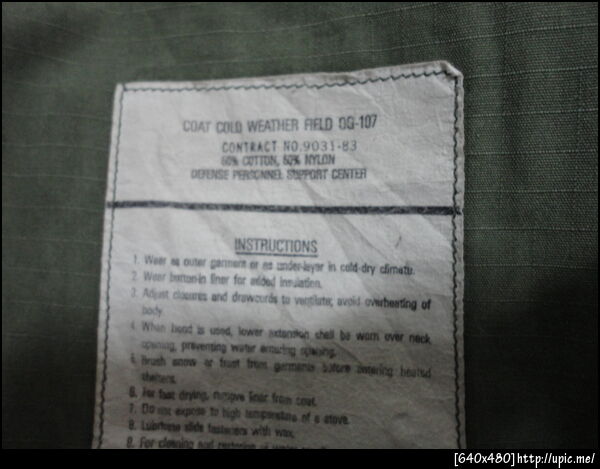 COAT COLD WEATHER FIELD OG-107
CONTRACT NO.9031-83
50% COTTON, 50% NYLON
DEFENSE PERSONNEL SUPPORT CENTER
INSTRUCTIONS
1. Wear as outer garment or as under-layer in cold-dry climate.
2. Wear button-in liner for added insulation.
3. Adjust closures and drawcords to ventilate; avoid overheating of
body.
4. When hood is used, lower extension shall be worn over neck
opening, preventing water entering opening.
5. Brush snow or frost from garments before entering heated
shelters.
6. For fast drying, remove liner from coat.
7. Do not expose to high temperature of a stove.
8. Lubricate slide fasteners with wax.
9. For cleaning and
[640x480]http://upic.me/